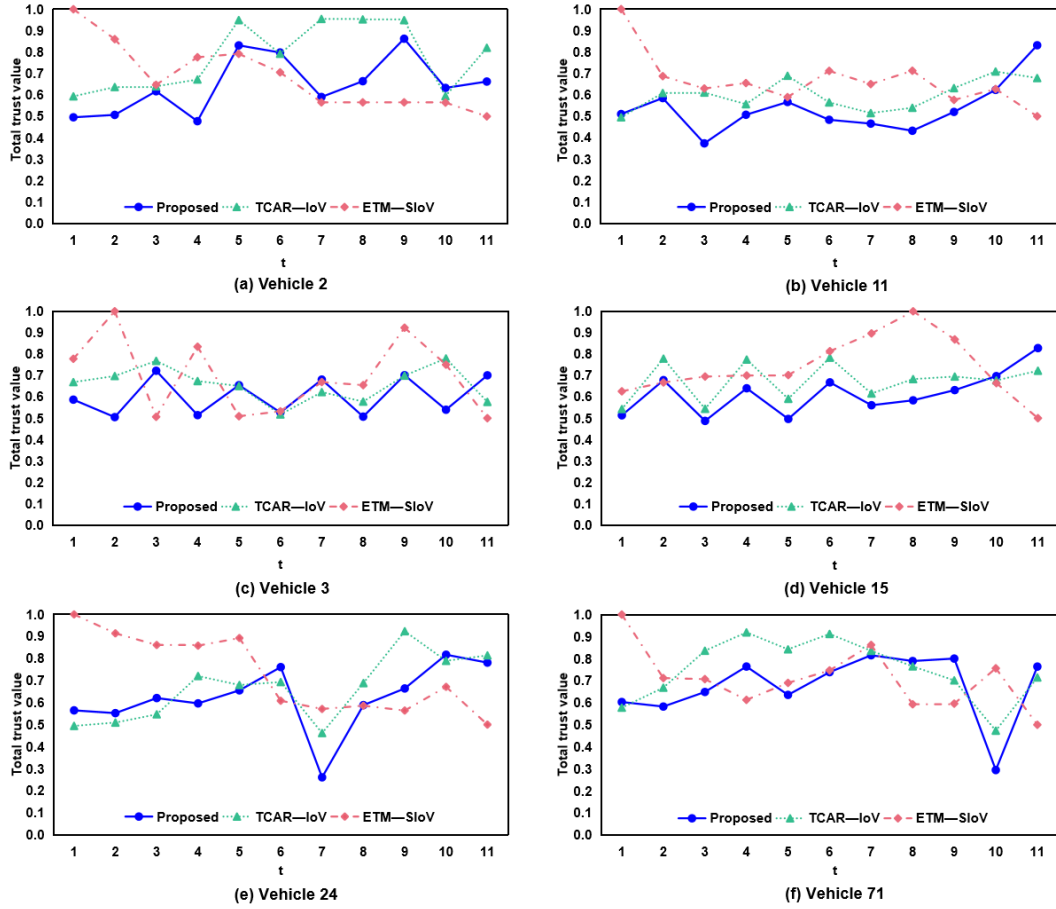 Total trust value
1.0
0.9
0.8
0.7
0.6
0.5
0.4
0.3
0.2
0.1
0.0
Proposed TCAR—IoV ETM—SIoV
1 2 3 4 5 6 7 8 9 10 11
t
(a) Vehicle 2
Total trust value
1.0
0.9
0.8
0.7
0.6
0.5
0.4
0.3
0.2
0.1
0.0
Proposed TCAR—IoV ETM—SIoV
1 2 3 4 5 6 7 8 9 10 11
t
(b) Vehicle 11
Total trust value
1.0
0.9
0.8
0.7
0.6
0.5
0.4
0.3
0.2
0.1
0.0
Proposed TCAR—IoV ETM—SIoV
1 2 3 4 5 6 7 8 9 10 11
t
(c) Vehicle 3
Total trust value
1.0
0.9
0.8
0.7
0.6
0.5
0.4
0.3
0.2
0.1
0.0
Proposed TCAR—IoV ETM—SIoV
1 2 3 4 5 6 7 8 9 10 11
t
(d) Vehicle 15
Total trust value
1.0
0.9
0.8
0.7
0.6
0.5
0.4
0.3
0.2
0.1
0.0
Proposed TCAR—IoV ETM—SIoV
1 2 3 4 5 6 7 8 9 10 11
t
(e) Vehicle 24
Total trust value
1.0
0.9
0.8
0.7
0.6
0.5
0.4
0.3
0.2
0.1
0.0
Proposed TCAR—IoV ETM—SIoV
1 2 3 4 5 6 7 8 9 10 11
t
(f) Vehicle 71